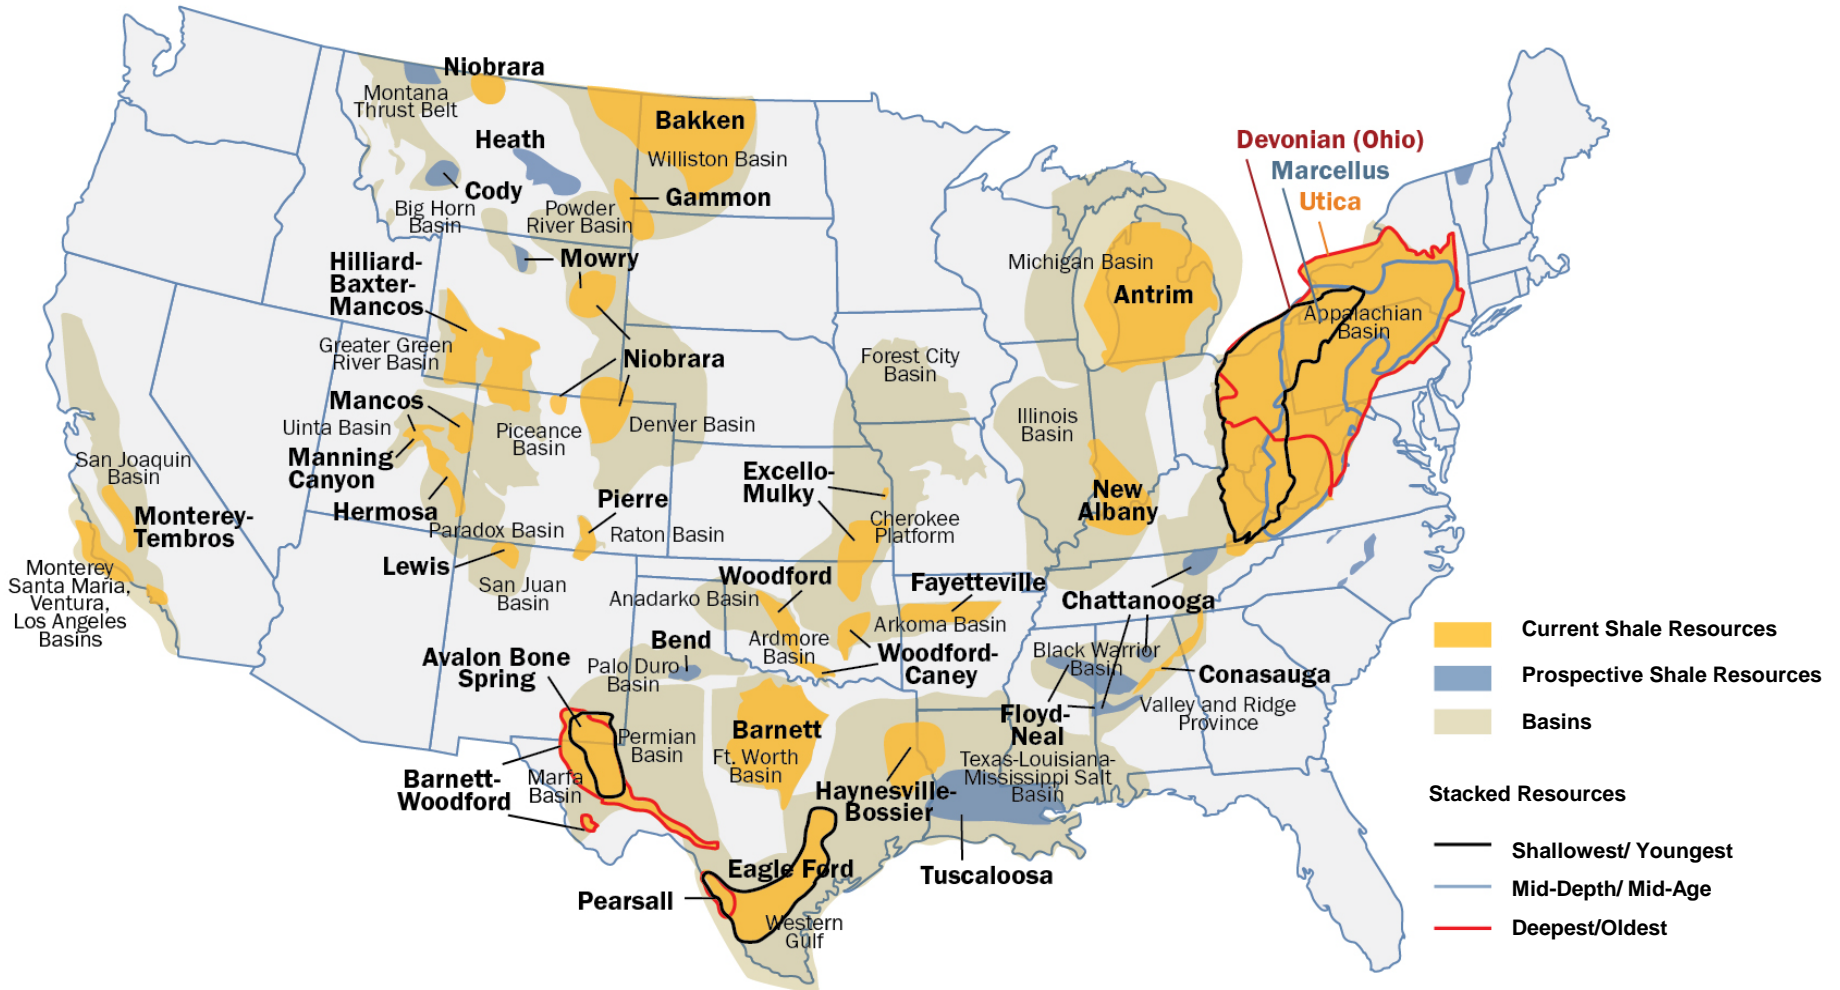 Niobrara
Montana
Thrust Belt
Heath
Cody
Big Horn
Basin
Powder
River Basin
Bakken
Williston Basin
Gammon
Mowry
Hilliard-
Baxter-
Mancos
Greater Green
River Basin
Niobrara
Mancos
Uinta Basin
Manning
Canyon
Hermosa
Piceance
Basin
Denver Basin
Paradox Basin
Pierre
Raton Basin
Lewis
San Juan
Basin
San Joaquin
Basin
Monterey-
Tembros
Monterey
Santa Maria,
Ventura,
Los Angeles
Basins
Michigan Basin
Antrim
Forest City
Basin
Illinois
Basin
New
Albany
Excello-
Mulky
Cherokee
Platform
Woodford
Anadarko Basin
Ardmore
Basin
Fayetteville
Arkoma Basin
Woodford-
Caney
Bend
Palo Duro
Basin
Avalon Bone
Spring
Permian
Basin
Barnett
Ft. Worth
Basin
Barnett-
Woodford
Marfa
Basin
Haynesville-
Bossier
Eagle Ford
Pearsall
Western
Gulf
Texas-Louisiana-
Mississippi Salt
Basin
Tuscaloosa
Floyd-
Neal
Black Warrior
Basin
Chattanooga
Conasauga
Valley and Ridge
Province
Devonian (Ohio)
Marcellus
Utica
Appalachian
Basin
Current Shale Resources
Prospective Shale Resources
Basins
Stacked Resources
Shallowest/ Youngest
Mid-Depth/ Mid-Age
Deepest/Oldest